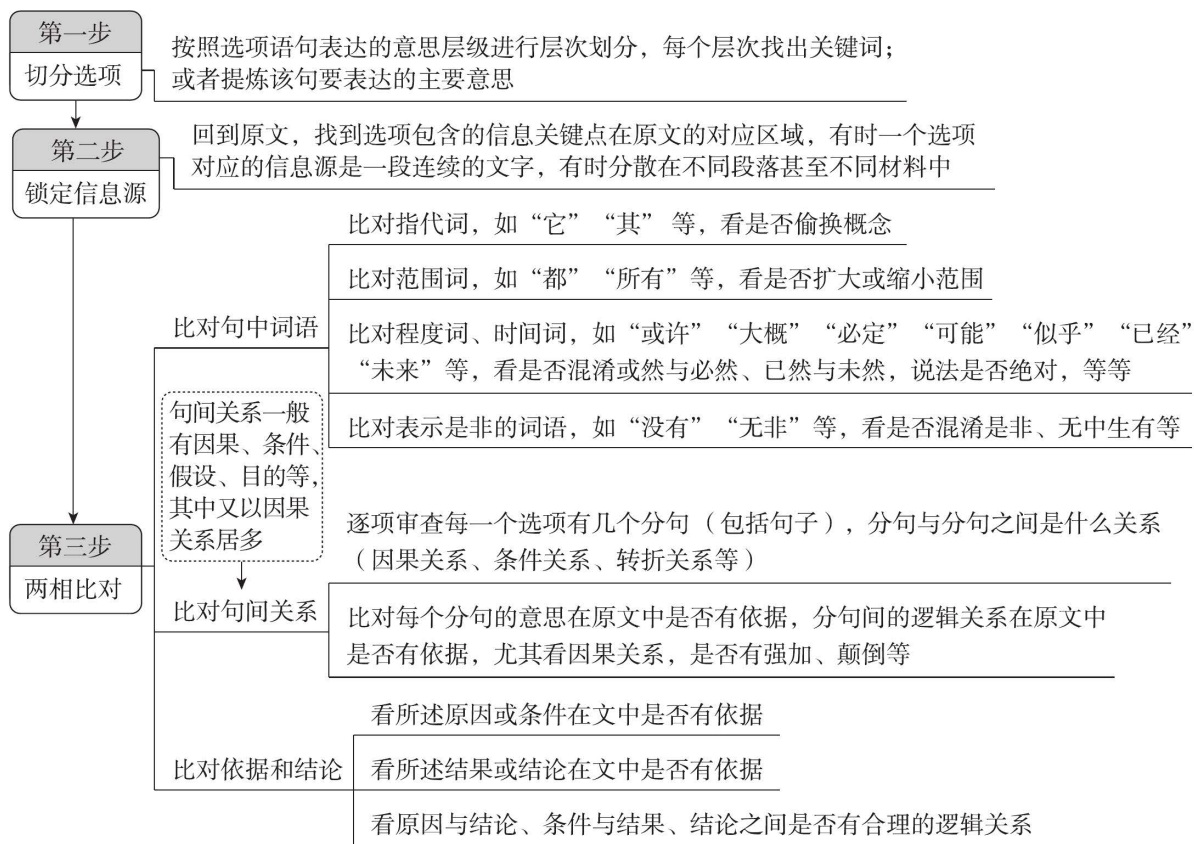 第一步
切分选项
按照选项语句表达的意思层级进行层次划分，每个层次找出关键词；
或者提炼该句要表达的主要意思
第二步
锁定信息源
回到原文，找到选项包含的信息关键点在原文的对应区域，有时一个选项
对应的信息源是一段连续的文字，有时分散在不同段落甚至不同材料中
第三步
两相比对
比对句中词语
比对指代词，如“它”“其”等，看是否偷换概念
比对范围词，如“都”“所有”等，看是否扩大或缩小范围
比对程度词、时间词，如“或许”“大概”“必定”“可能”“似乎”“已经”
“未来”等，看是否混淆或然与必然、已然与未然，说法是否绝对，等等
比对表示是非的词语，如“没有”“无非”等，看是否混淆是非、无中生有等
句间关系一般
有因果、条件、
假设、目的等，
其中又以因果
关系居多
比对句间关系
逐项审查每一个选项有几个分句（包括句子），分句与分句之间是什么关系
（因果关系、条件关系、转折关系等）
比对每个分句的意思在原文中是否有依据，分句间的逻辑关系在原文中
是否有依据，尤其看因果关系，是否有强加、颠倒等
比对依据和结论
看所述原因或条件在文中是否有依据
看所述结果或结论在文中是否有依据
看原因与结论、条件与结果、结论之间是否有合理的逻辑关系